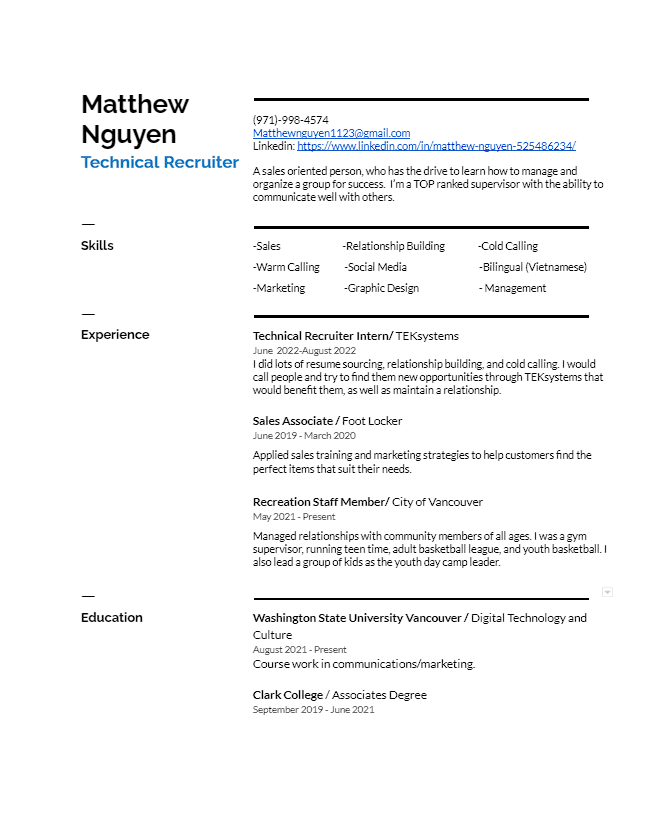 Matthew
Nguyen
Technical Recruiter
(971)-998-4574
Matthewnguyen1123@gmail.com
Linkedin: https://www.linkedin.com/in/matthew-nguyen-525486234/
A sales oriented person, who has the drive to learn how to manage and
organize a group for success. I'm a TOP ranked supervisor with the ability to
communicate well with others.
Skills
-Sales -Relationship Building -Cold Calling
-Warm Calling -Social Media -Bilingual (Vietnamese)
-Marketing -Graphic Design - Management
Experience
Technical Recruiter Intern/ TEKsystems
June 2022-August 2022
I did lots of resume sourcing, relationship building, and cold calling. I would
call people and try to find them new opportunities through TEKsystems that
would benefit them, as well as maintain a relationship.
Sales Associate / Foot Locker
June 2019 - March 2020
Applied sales training and marketing strategies to help customers find the
perfect items that suit their needs.
Recreation Staff Member/ City of Vancouver
May 2021 - Present
Managed relationships with community members of all ages. I was a gym
supervisor, running teen time, adult basketball league, and youth basketball. I
also lead a group of kids as the youth day camp leader.
Education
Washington State University Vancouver / Digital Technology and
Culture
August 2021 - Present
Course work in communications/marketing.
Clark College / Associates Degree
September 2019 - June 2021